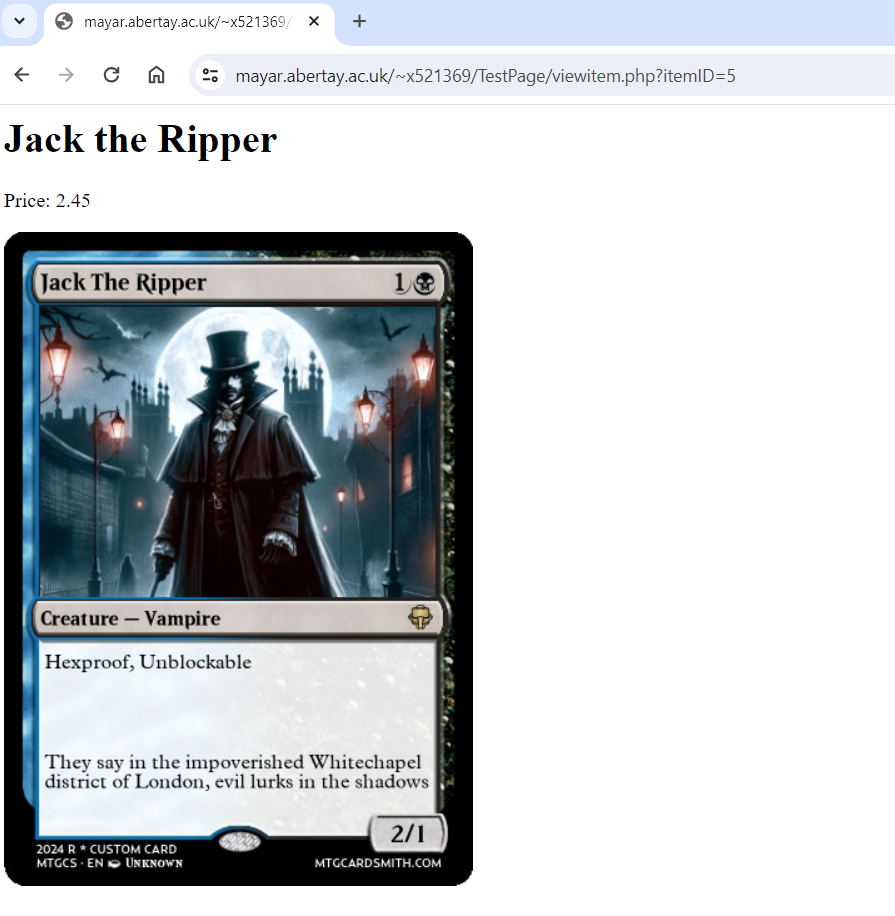 mayar.abertay.ac.uk/~x521369/
mayar.abertay.ac.uk/~x521369/TestPage/viewitem.php?itemID=5
Jack the Ripper
Price: 2.45
Jack The Ripper 1
Creature — Vampire
Hexproof, Unblockable
They say in the impoverished Whitechapel
district of London, evil lurks in the shadows
2/1
2024 R * CUSTOM CARD
MTGCS · EN UNKNOWN
MTGCARDSMITH.COM